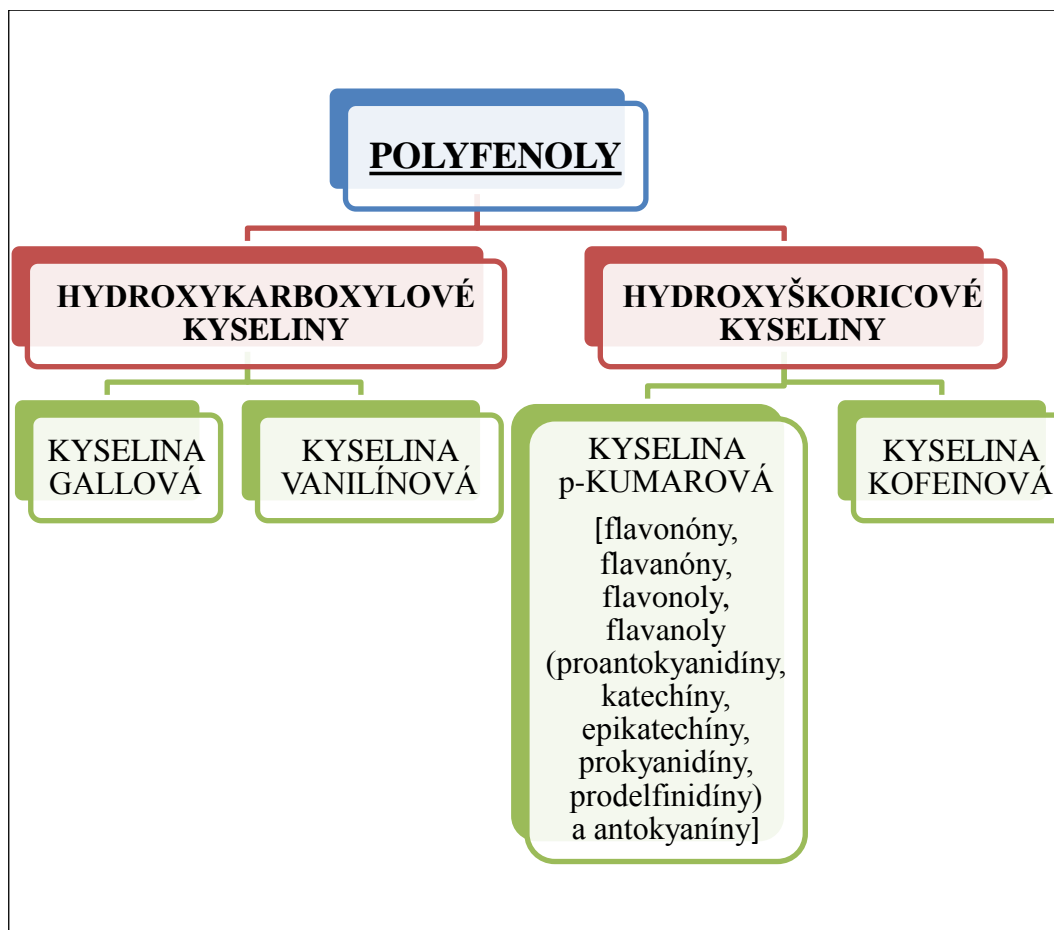 POLYFENOLY
HYDROXYKARBOXYLOVÉ
KYSELINY
HYDROXYŠKORICOVÉ
KYSELINY
KYSELINA
GALLOVÁ
KYSELINA
VANILÍNOVÁ
KYSELINA
p-KUMAROVÁ
[flavonóny,
flavanóny,
flavonoly,
flavanoly
(proantokyanidíny,
katechíny,
epikatechíny,
prokyanidíny,
prodelfinidíny)
a antokyaníny]
KYSELINA
KOFEINOVÁ